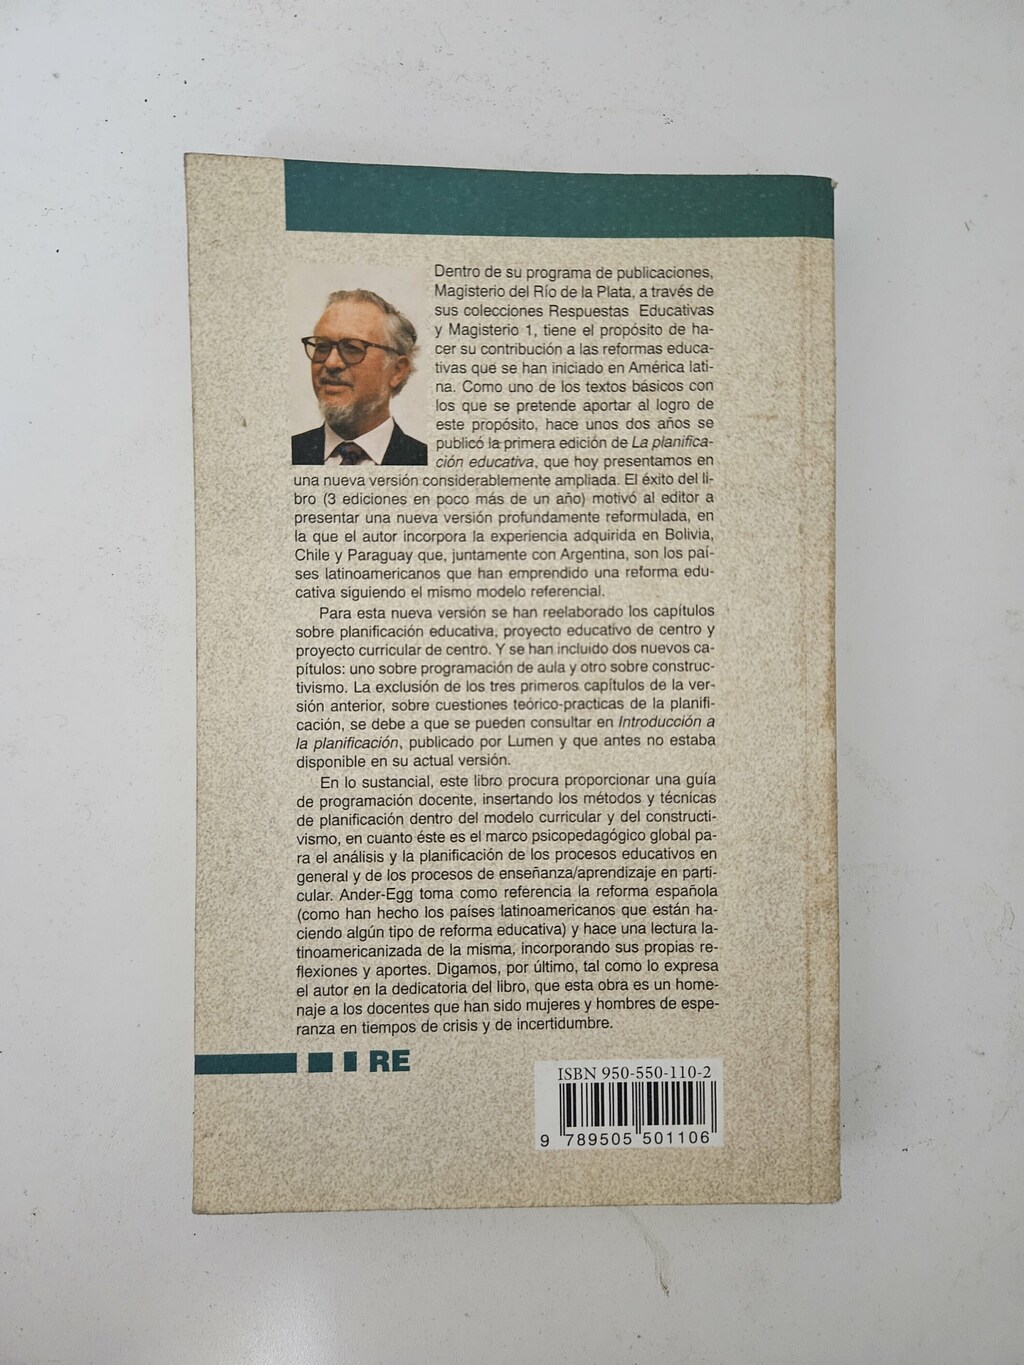 Dentro de su programa de publicaciones,
Magisterio del Río de la Plata, a través de
sus colecciones Respuestas Educativas
y Magisterio 1, tiene el propósito de ha-
cer su contribución a las reformas educa-
tivas que se han iniciado en América lati-
na. Como uno de los textos básicos con
los que se pretende aportar al logro de
este propósito, hace unos dos años se
publicó la primera edición de La planifica-
ción educativa, que hoy presentamos en
una nueva versión considerablemente ampliada. El éxito del li-
bro (3 ediciones en poco más de un año) motivó al editor a
presentar una nueva versión profundamente reformulada, en
la que el autor incorpora la experiencia adquirida en Bolivia,
Chile y Paraguay que, juntamente con Argentina, son los paí-
ses latinoamericanos que han emprendido una reforma edu-
cativa siguiendo el mismo modelo referencial.
Para esta nueva versión se han reelaborado los capítulos
sobre planificación educativa, proyecto educativo de centro y
proyecto curricular de centro. Y se han incluido dos nuevos ca-
pítulos: uno sobre programación de aula y otro sobre construc-
tivismo. La exclusión de los tres primeros capítulos de la ver-
sión anterior, sobre cuestiones teórico-practicas de la planifi-
cación, se debe a que se pueden consultar en Introducción a
la planificación, publicado por Lumen y que antes no estaba
disponible en su actual versión.
En lo sustancial, este libro procura proporcionar una guía
de programación docente, insertando los métodos y técnicas
de planificación dentro del modelo curricular y del constructi-
vismo, en cuanto éste es el marco psicopedagógico global pa-
ra el análisis y la planificación de los procesos educativos en
general y de los procesos de enseñanza/aprendizaje en parti-
cular. Ander-Egg toma como referencia la reforma española
(como han hecho los países latinoamericanos que están ha-
ciendo algún tipo de reforma educativa) y hace una lectura la-
tinoamericanizada de la misma, incorporando sus propias re-
flexiones y aportes. Digamos, por último, tal como lo expresa
el autor en la dedicatoria del libro, que esta obra es un home-
naje a los docentes que han sido mujeres y hombres de espe-
ranza en tiempos de crisis y de incertidumbre.
RE
ISBN 950-550-110-2
9 789505 501106